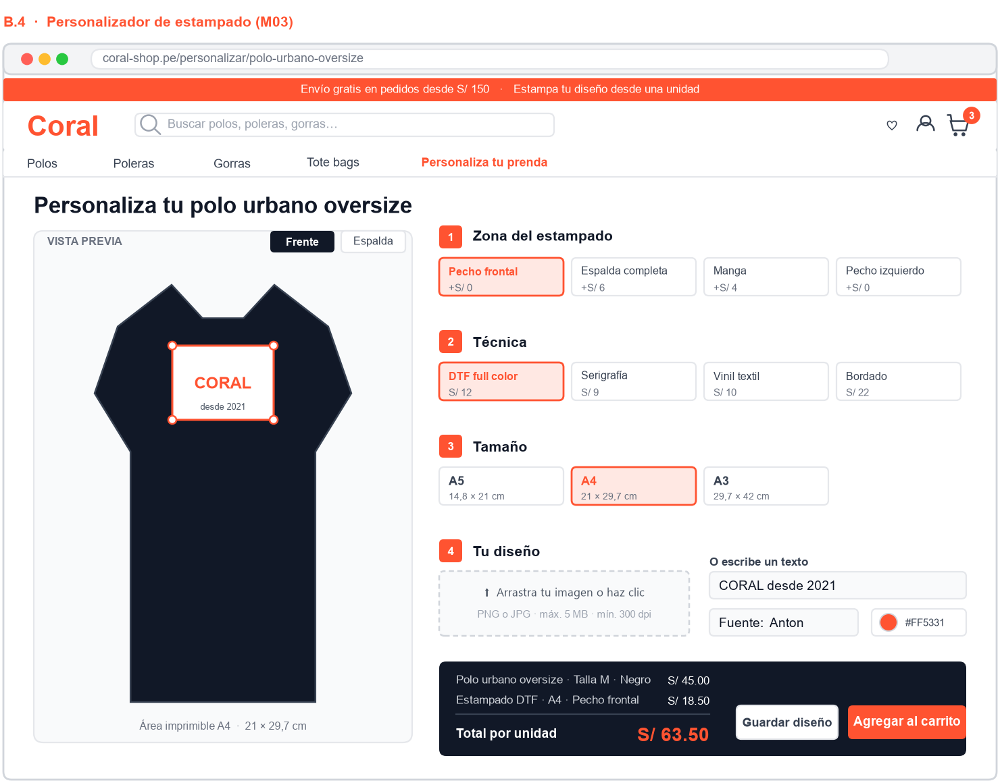 B.4 · Personalizador de estampado (M03)
coral-shop.pe/personalizar/polo-urbano-oversize
Envío gratis en pedidos desde S/ 150 · Estampa tu diseño desde una unidad
Coral
Buscar polos, poleras, gorras...
3
Polos
Poleras
Gorras
Tote bags
Personaliza tu prenda
Personaliza tu polo urbano oversize
VISTA PREVIA
Frente
Espalda
CORAL
desde 2021
Área imprimible A4 · 21 × 29,7 cm
1
Zona del estampado
Pecho frontal
+S/ 0
Espalda completa
+S/ 6
Manga
+S/ 4
Pecho izquierdo
+S/ 0
2
Técnica
DTF full color
S/ 12
Serigrafía
S/ 9
Vinil textil
S/ 10
Bordado
S/ 22
3
Tamaño
A5
14,8 × 21 cm
A4
21 × 29,7 cm
A3
29,7 × 42 cm
4
Tu diseño
⬆ Arrastra tu imagen o haz clic
PNG o JPG · máx. 5 MB · mín. 300 dpi
O escribe un texto
CORAL desde 2021
Fuente: Anton
#FF5331
Polo urbano oversize · Talla M · Negro S/ 45.00
Estampado DTF · A4 · Pecho frontal S/ 18.50
Total por unidad S/ 63.50
Guardar diseño
Agregar al carrito